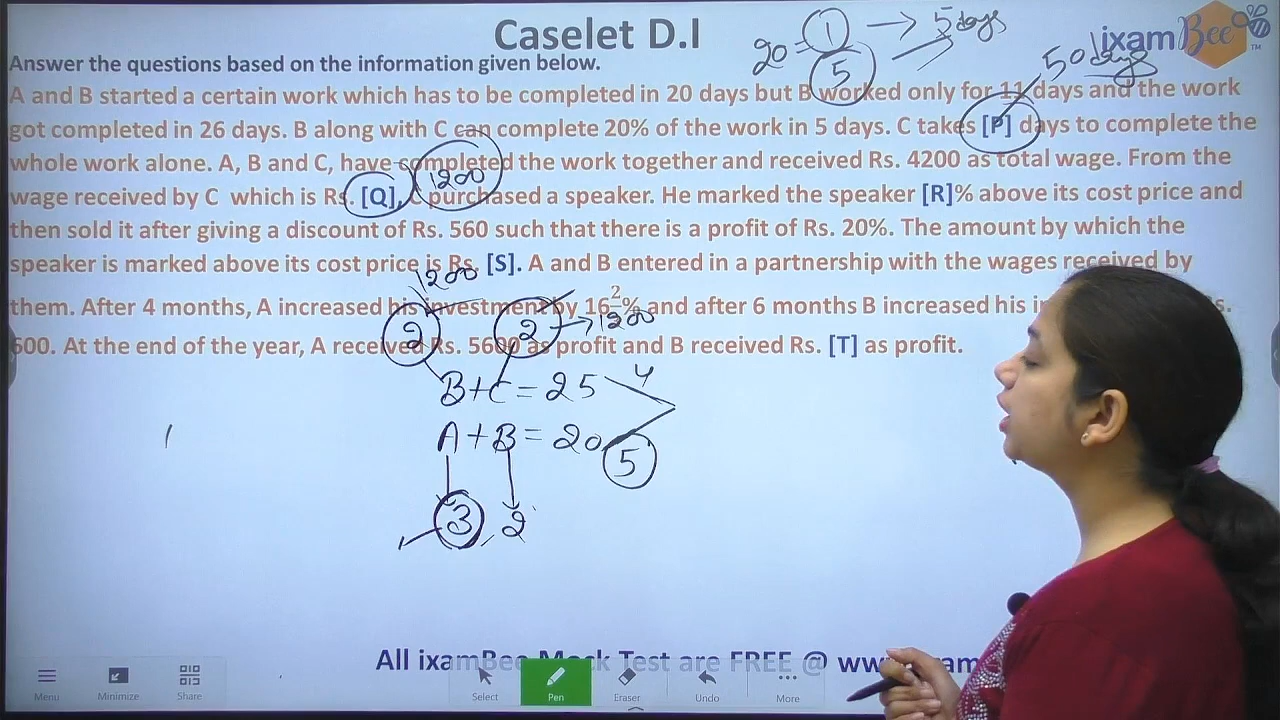 Caselet D.I
20 = 1 → 5 days
5
ixamBee™
50 days
Answer the questions based on the information given below.
A and B started a certain work which has to be completed in 20 days but B worked only for 11 days and the work
got completed in 26 days. B along with C can complete 20% of the work in 5 days. C takes [P] days to complete the
whole work alone. A, B and C, have completed the work together and received Rs. 4200 as total wage. From the
wage received by C which is Rs. [Q], C purchased a speaker. He marked the speaker [R]% above its cost price and
1200
then sold it after giving a discount of Rs. 560 such that there is a profit of Rs. 20%. The amount by which the
speaker is marked above its cost price is Rs. [S]. A and B entered in a partnership with the wages received by
1200
them. After 4 months, A increased his investment by 16 2/% and after 6 months B increased his in s.
2 2 → 1200
500. At the end of the year, A received Rs. 5600 as profit and B received Rs. [T] as profit.
B+C = 25 4
A+B = 20 5
3 2
All ixamBee Mock Test are FREE @
Menu
Minimize
Share
Select
Pen
Eraser
Undo
More